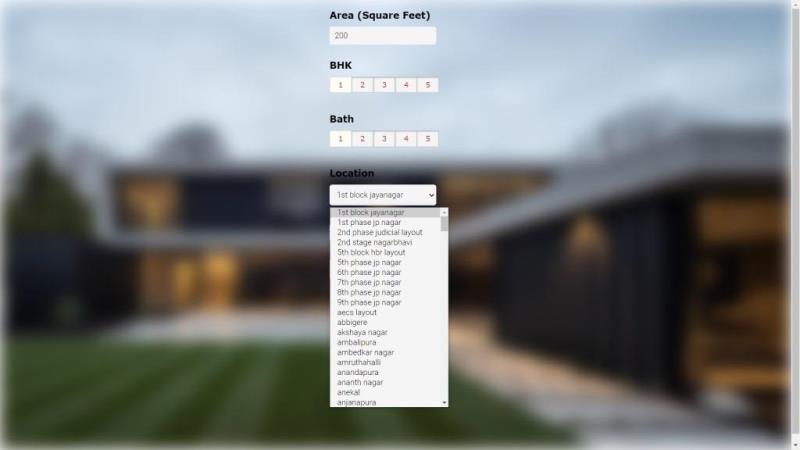 Area (Square Feet)
200
BHK
1 2 3 4 5
Bath
1 2 3 4 5
Location
1st block jayanagar
1st block jayanagar
1st phase jp nagar
2nd phase judicial layout
2nd stage nagarbhavi
5th block hbr layout
5th phase jp nagar
6th phase jp nagar
7th phase jp nagar
8th phase jp nagar
9th phase jp nagar
aecs layout
abbigere
akshaya nagar
ambalipura
ambedkar nagar
amruthahalli
anandapura
ananth nagar
anekal
anjanapura